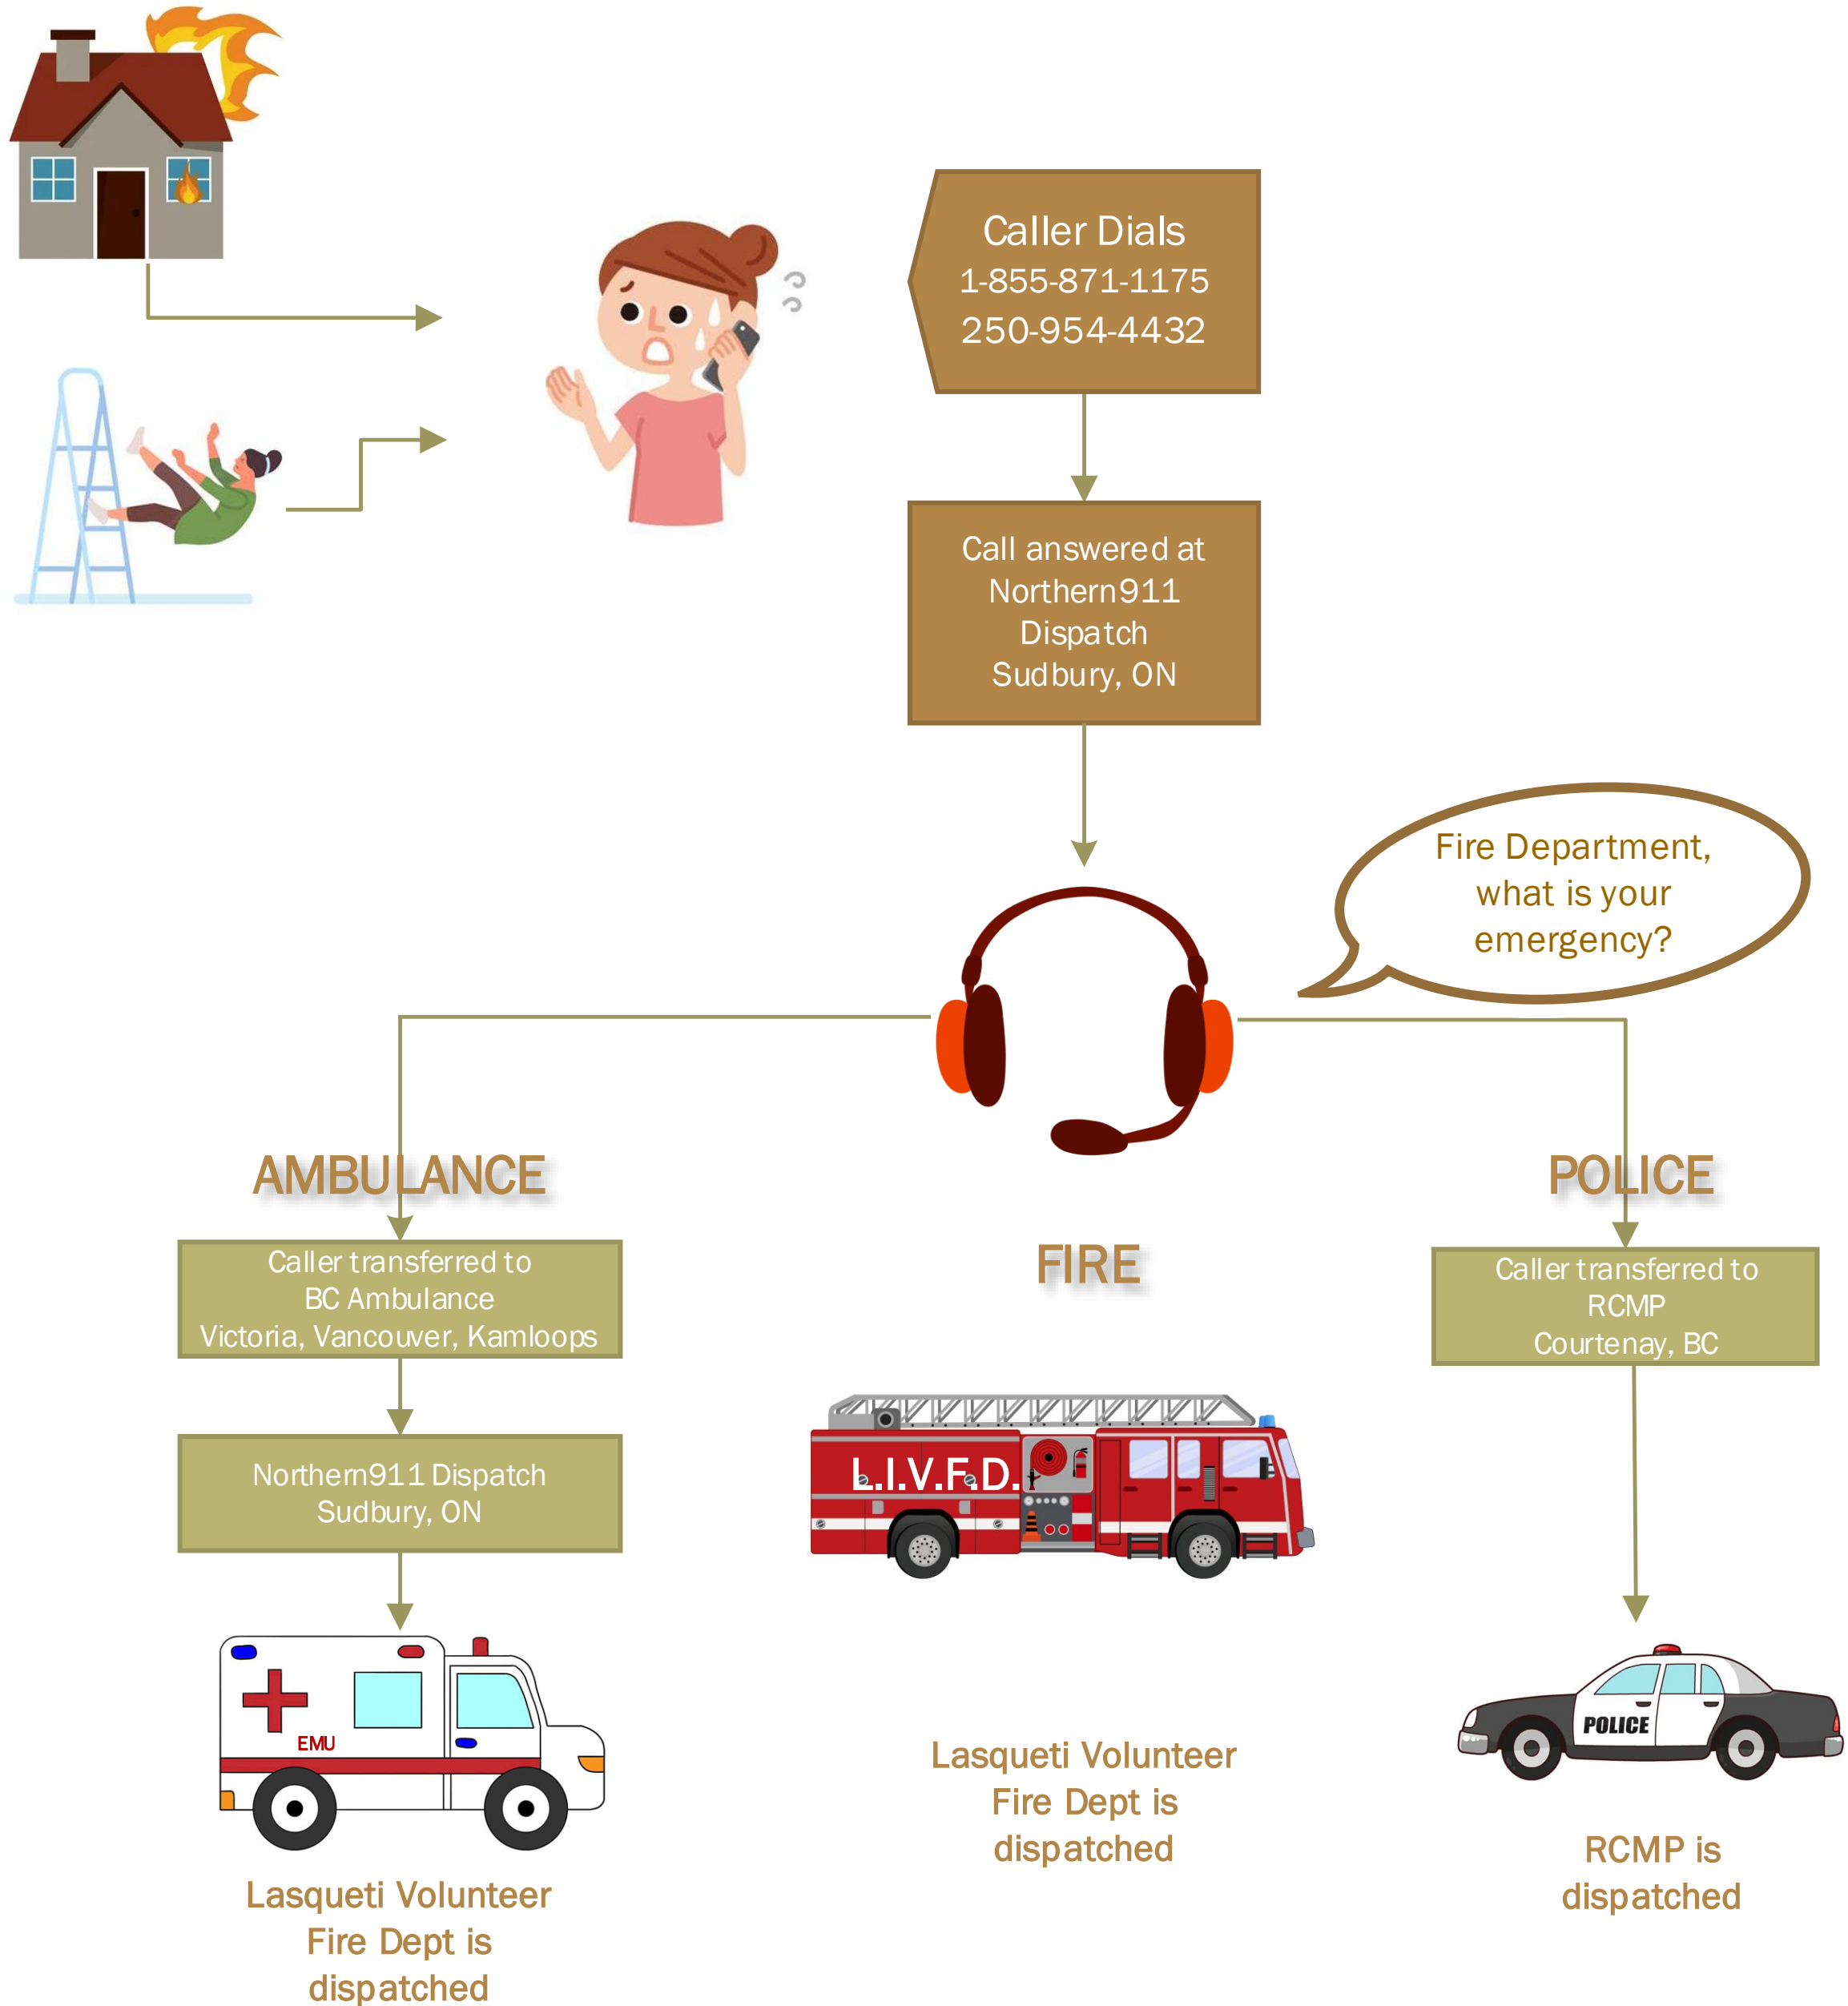 Caller Dials
1-855-871-1175
250-954-4432
Call answered at
Northern911
Dispatch
Sudbury, ON
Fire Department,
what is your
emergency?
AMBULANCE
Caller transferred to
BC Ambulance
Victoria, Vancouver, Kamloops
Northern911 Dispatch
Sudbury, ON
EMU
Lasqueti Volunteer
Fire Dept is
dispatched
FIRE
L.I.V.F.D.
Lasqueti Volunteer
Fire Dept is
dispatched
POLICE
Caller transferred to
RCMP
Courtenay, BC
POLICE
RCMP is
dispatched